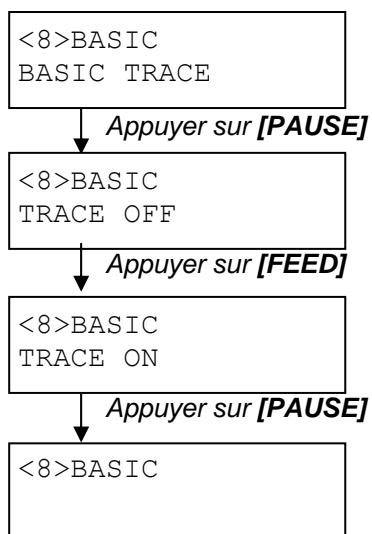 <8>BASIC
BASIC TRACE
Appuyer sur [PAUSE]
<8>BASIC
TRACE OFF
Appuyer sur [FEED]
<8>BASIC
TRACE ON
Appuyer sur [PAUSE]
<8>BASIC